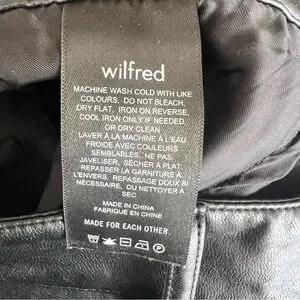 wilfred
MACHINE WASH COLD WITH LIKE
COLOURS, DO NOT BLEACH,
DRY FLAT, IRON ON REVERSE,
COOL IRON ONLY IF NEEDED
OR DRY CLEAN
LAVER À LA MACHINE À L'EAU
FROIDE AVEC COULEURS
SEMBLABLES, NE PAS
JAVELISER, SÉCHER À PLAT,
REPASSER LA GARNITURE À
L'ENVERS, REPASSAGE DOUX SI
NÉCESSAIRE, OU NETTOYER À
SEC
MADE IN CHINA
FABRIQUÉ EN CHINE
MADE FOR EACH OTHER.